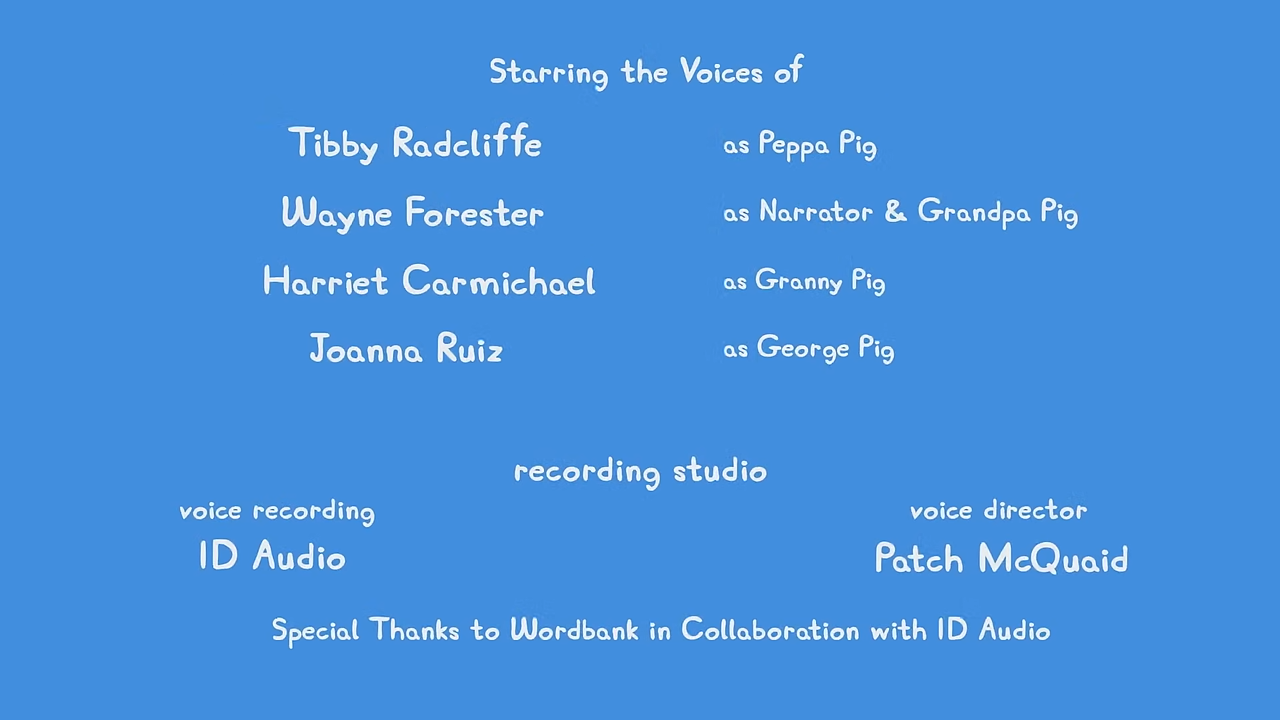 Starring the Voices of
Tibby Radcliffe as Peppa Pig
Wayne Forester as Narrator & Grandpa Pig
Harriet Carmichael as Granny Pig
Joanna Ruiz as George Pig
recording studio
voice recording voice director
ID Audio Patch McQuaid
Special Thanks to Wordbank in Collaboration with ID Audio